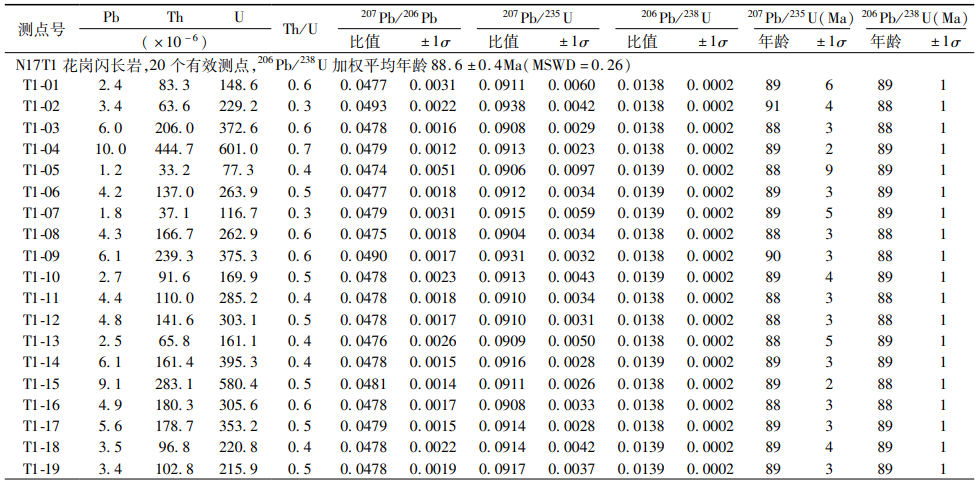 测点号 Pb Th U Th/U ²⁰⁷Pb/²⁰⁶Pb ²⁰⁷Pb/²³⁵U ²⁰⁶Pb/²³⁸U ²⁰⁷Pb/²³⁵U(Ma) ²⁰⁶Pb/²³⁸U(Ma)
(×10⁻⁶) 比值 ±1σ 比值 ±1σ 比值 ±1σ 年龄 ±1σ 年龄 ±1σ
N17T1 花岗闪长岩,20 个有效测点,²⁰⁶Pb/²³⁸U 加权平均年龄 88.6±0.4Ma(MSWD=0.26)
T1-01 2.4 83.3 148.6 0.6 0.0477 0.0031 0.0911 0.0060 0.0138 0.0002 89 6 89 1
T1-02 3.4 63.6 229.2 0.3 0.0493 0.0022 0.0938 0.0042 0.0138 0.0002 91 4 88 1
T1-03 6.0 206.0 372.6 0.6 0.0478 0.0016 0.0908 0.0029 0.0138 0.0002 88 3 88 1
T1-04 10.0 444.7 601.0 0.7 0.0479 0.0012 0.0913 0.0023 0.0138 0.0002 89 2 89 1
T1-05 1.2 33.2 77.3 0.4 0.0474 0.0051 0.0906 0.0097 0.0139 0.0002 88 9 89 1
T1-06 4.2 137.0 263.9 0.5 0.0477 0.0018 0.0912 0.0034 0.0139 0.0002 89 3 89 1
T1-07 1.8 37.1 116.7 0.3 0.0479 0.0031 0.0915 0.0059 0.0139 0.0002 89 5 89 1
T1-08 4.3 166.7 262.9 0.6 0.0475 0.0018 0.0904 0.0034 0.0138 0.0002 88 3 88 1
T1-09 6.1 239.3 375.3 0.6 0.0490 0.0017 0.0931 0.0032 0.0138 0.0002 90 3 88 1
T1-10 2.7 91.6 169.9 0.5 0.0478 0.0023 0.0913 0.0043 0.0139 0.0002 89 4 89 1
T1-11 4.4 110.0 285.2 0.4 0.0478 0.0018 0.0910 0.0034 0.0138 0.0002 88 3 88 1
T1-12 4.8 141.6 303.1 0.5 0.0478 0.0017 0.0910 0.0031 0.0138 0.0002 88 3 88 1
T1-13 2.5 65.8 161.1 0.4 0.0476 0.0026 0.0909 0.0050 0.0138 0.0002 88 5 89 1
T1-14 6.1 161.4 395.3 0.4 0.0478 0.0015 0.0916 0.0028 0.0139 0.0002 89 3 89 1
T1-15 9.1 283.1 580.4 0.5 0.0481 0.0014 0.0911 0.0026 0.0138 0.0002 89 2 88 1
T1-16 4.9 180.3 305.6 0.6 0.0478 0.0017 0.0908 0.0033 0.0138 0.0002 88 3 88 1
T1-17 5.6 178.7 353.2 0.5 0.0479 0.0015 0.0914 0.0028 0.0138 0.0002 89 3 89 1
T1-18 3.5 96.8 220.8 0.4 0.0478 0.0022 0.0914 0.0042 0.0139 0.0002 89 4 89 1
T1-19 3.4 102.8 215.9 0.5 0.0478 0.0019 0.0917 0.0037 0.0139 0.0002 89 3 89 1